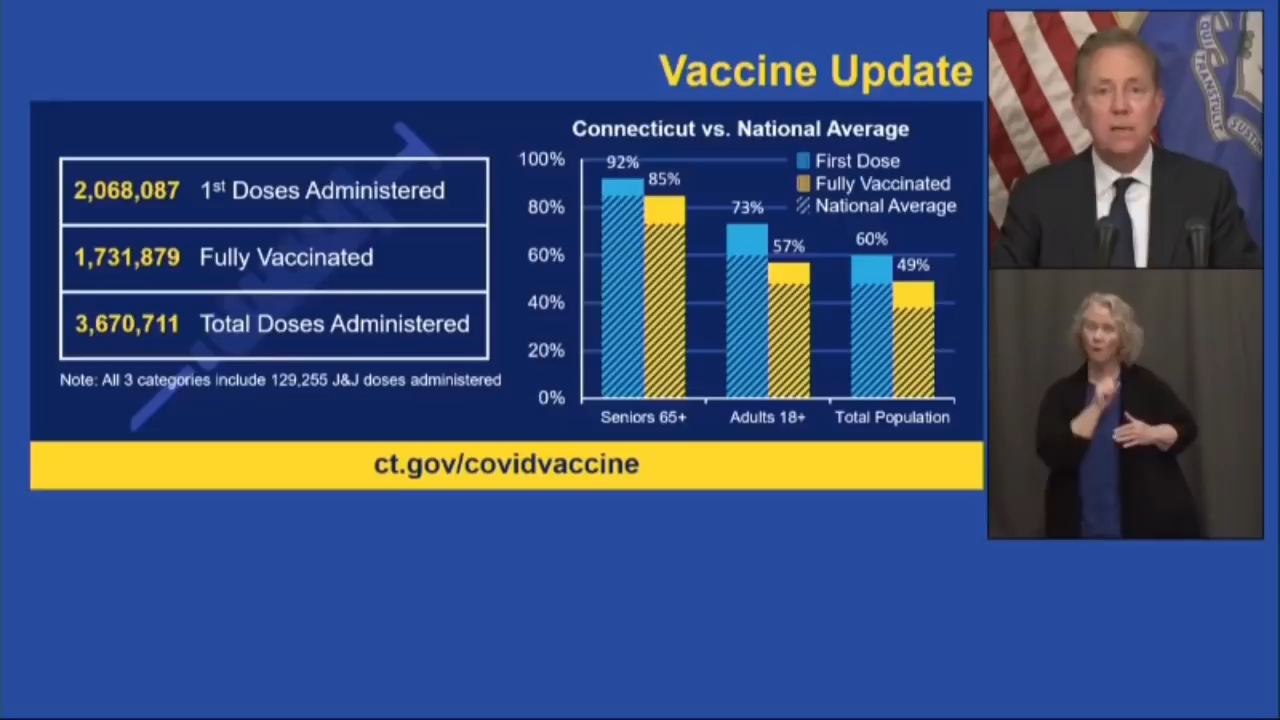 Vaccine Update
2,068,087 1st Doses Administered
1,731,879 Fully Vaccinated
3,670,711 Total Doses Administered
Note: All 3 categories include 129,255 J&J doses administered
Connecticut vs. National Average
First Dose
Fully Vaccinated
National Average
100%
80%
60%
40%
20%
0%
92%
85%
73%
57%
60%
49%
Seniors 65+
Adults 18+
Total Population
ct.gov/covidvaccine
QUI TRANSTULIT
SUSTIN